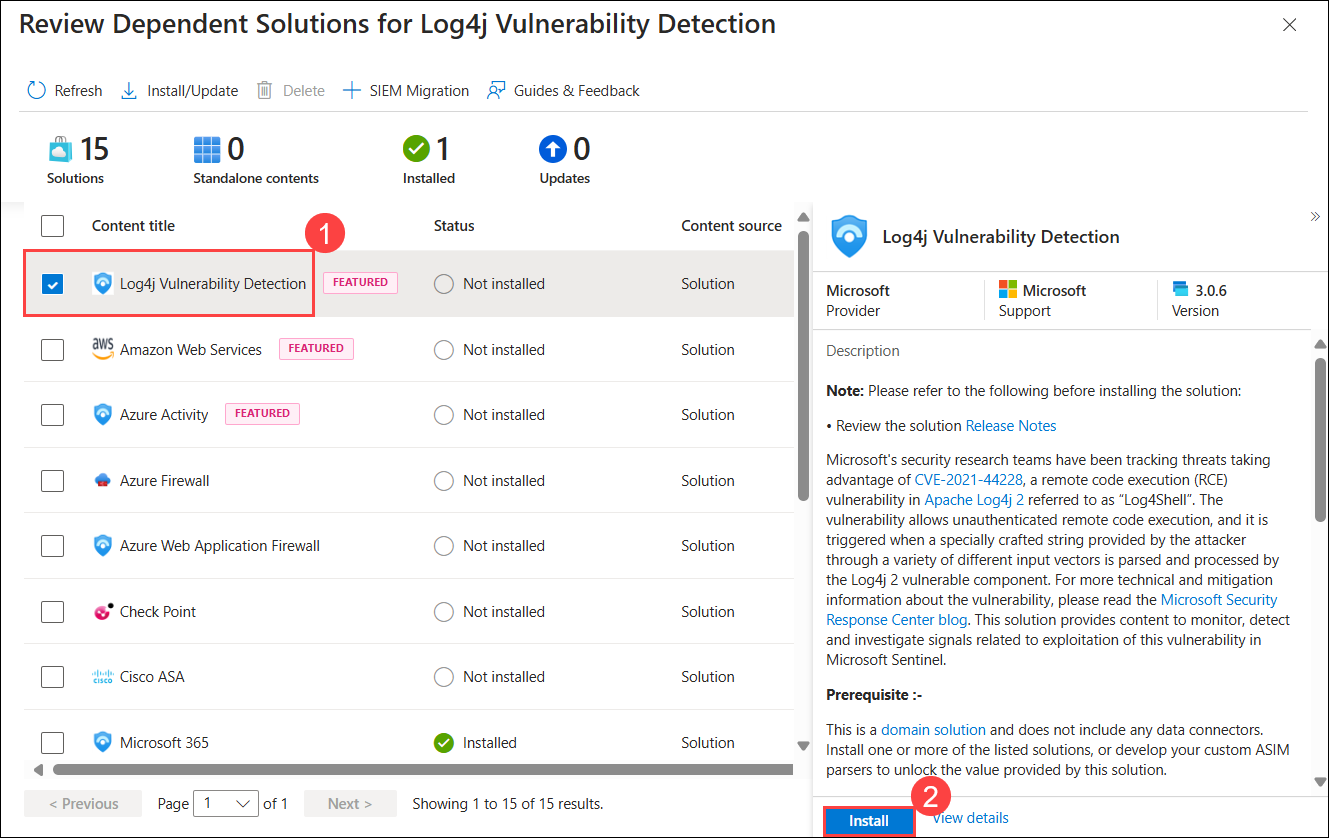 Review Dependent Solutions for Log4j Vulnerability Detection
Refresh Install/Update Delete SIEM Migration Guides & Feedback
15 0 1 0
Solutions Standalone contents Installed Updates
Content title Status Content source
1
Log4j Vulnerability Detection FEATURED Not installed Solution
aws Amazon Web Services FEATURED Not installed Solution
Azure Activity FEATURED Not installed Solution
Azure Firewall Not installed Solution
Azure Web Application Firewall Not installed Solution
Check Point Not installed Solution
cisco Cisco ASA Not installed Solution
Microsoft 365 Installed Solution
< Previous Page 1 of 1 Next > Showing 1 to 15 of 15 results.
Log4j Vulnerability Detection
Microsoft Microsoft 3.0.6
Provider Support Version
Description
Note: Please refer to the following before installing the solution:
• Review the solution Release Notes
Microsoft's security research teams have been tracking threats taking
advantage of CVE-2021-44228, a remote code execution (RCE)
vulnerability in Apache Log4j 2 referred to as “Log4Shell”. The
vulnerability allows unauthenticated remote code execution, and it is
triggered when a specially crafted string provided by the attacker
through a variety of different input vectors is parsed and processed by
the Log4j 2 vulnerable component. For more technical and mitigation
information about the vulnerability, please read the Microsoft Security
Response Center blog. This solution provides content to monitor, detect
and investigate signals related to exploitation of this vulnerability in
Microsoft Sentinel.
Prerequisite :-
This is a domain solution and does not include any data connectors.
Install one or more of the listed solutions, or develop your custom ASIM
parsers to unlock the value provided by this solution.
2
Install View details